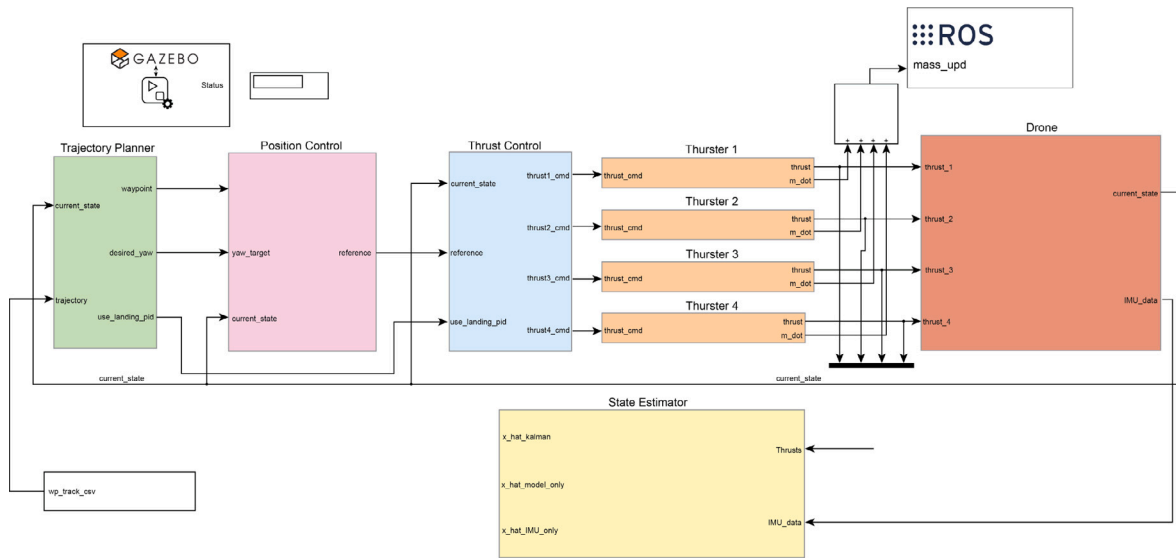 GAZEBO
Status
ROS
mass_upd
Trajectory Planner
waypoint
current_state
desired_yaw
trajectory
use_landing_pid
Position Control
yaw_target
reference
current_state
Thrust Control
current_state
thrust1_cmd
thrust2_cmd
reference
thrust3_cmd
use_landing_pid
thrust4_cmd
Thurster 1
thrust_cmd
thrust
m_dot
Thurster 2
thrust_cmd
thrust
m_dot
Thurster 3
thrust_cmd
thrust
m_dot
Thurster 4
thrust_cmd
thrust
m_dot
+ + + +
Drone
thrust_1
current_state
thrust_2
thrust_3
IMU_data
thrust_4
current_state
current_state
State Estimator
x_hat_kalman
Thrusts
x_hat_model_only
x_hat_IMU_only
IMU_data
wp_track_csv